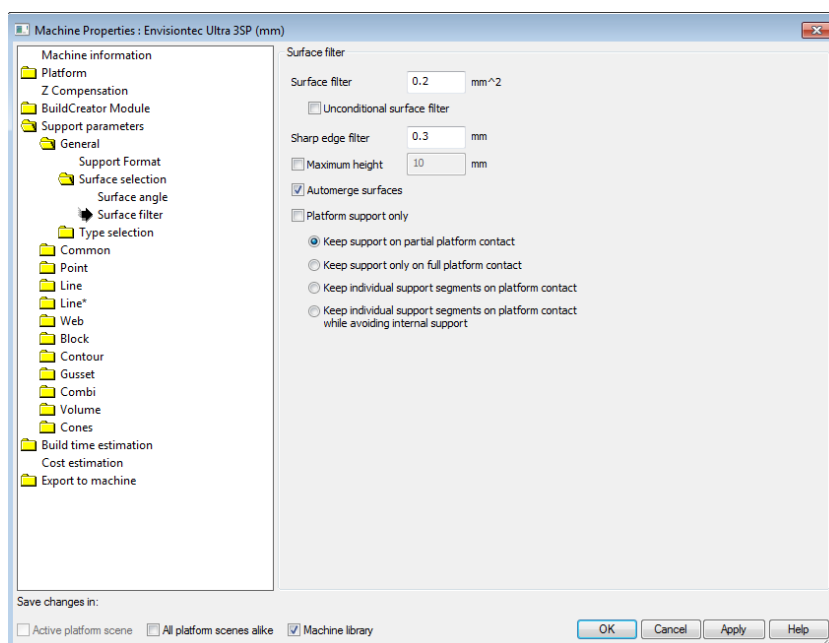 Machine Properties : Envisiontec Ultra 3SP (mm)
Machine information
Platform
Z Compensation
BuildCreator Module
Support parameters
General
Support Format
Surface selection
Surface angle
Surface filter
Type selection
Common
Point
Line
Line*
Web
Block
Contour
Gusset
Combi
Volume
Cones
Build time estimation
Cost estimation
Export to machine
Surface filter
Surface filter 0.2 mm^2
Unconditional surface filter
Sharp edge filter 0.3 mm
Maximum height 10 mm
Automerge surfaces
Platform support only
Keep support on partial platform contact
Keep support only on full platform contact
Keep individual support segments on platform contact
Keep individual support segments on platform contact
while avoiding internal support
Save changes in:
Active platform scene All platform scenes alike Machine library
OK Cancel Apply Help